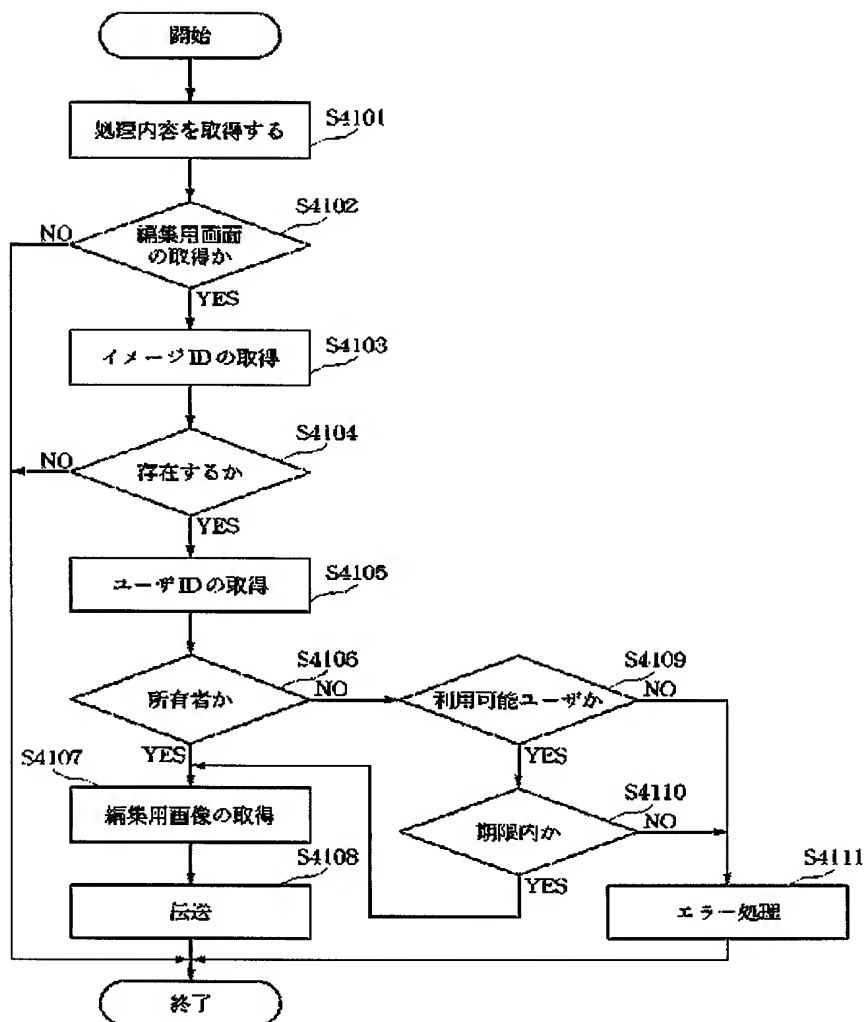 開始
処理内容を取得する
S4101
S4102
編集用画面
の取得か
NO
YES
イメージIDの取得
S4103
S4104
存在するか
NO
YES
ユーザIDの取得
S4105
S4106
所有者か
NO
YES
S4109
利用可能ユーザか
NO
YES
S4107
編集用画像の取得
S4110
期限内か
NO
YES
S4108
伝送
S4111
エラー処理
終了